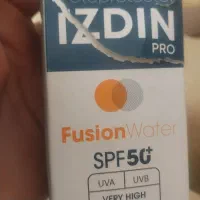 IZDIN
PRO
FusionWater
SPF50+
UVA UVB
VERY HIGH